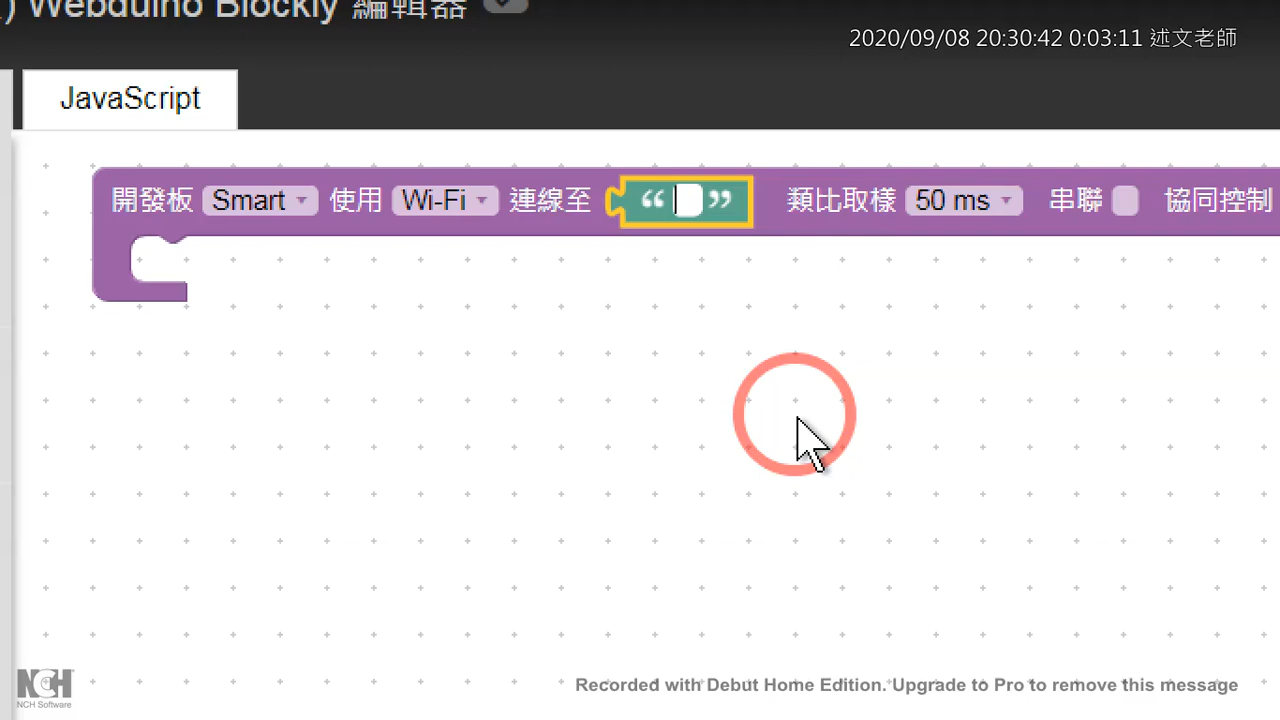 ) Webduino Blockly 編輯器
2020/09/08 20:30:42 0:03:11 述文老師
JavaScript
開發板 Smart 使用 Wi-Fi 連線至 “ ” 類比取樣 50 ms 串聯 協同控制
NCH
NCH Software
Recorded with Debut Home Edition. Upgrade to Pro to remove this message